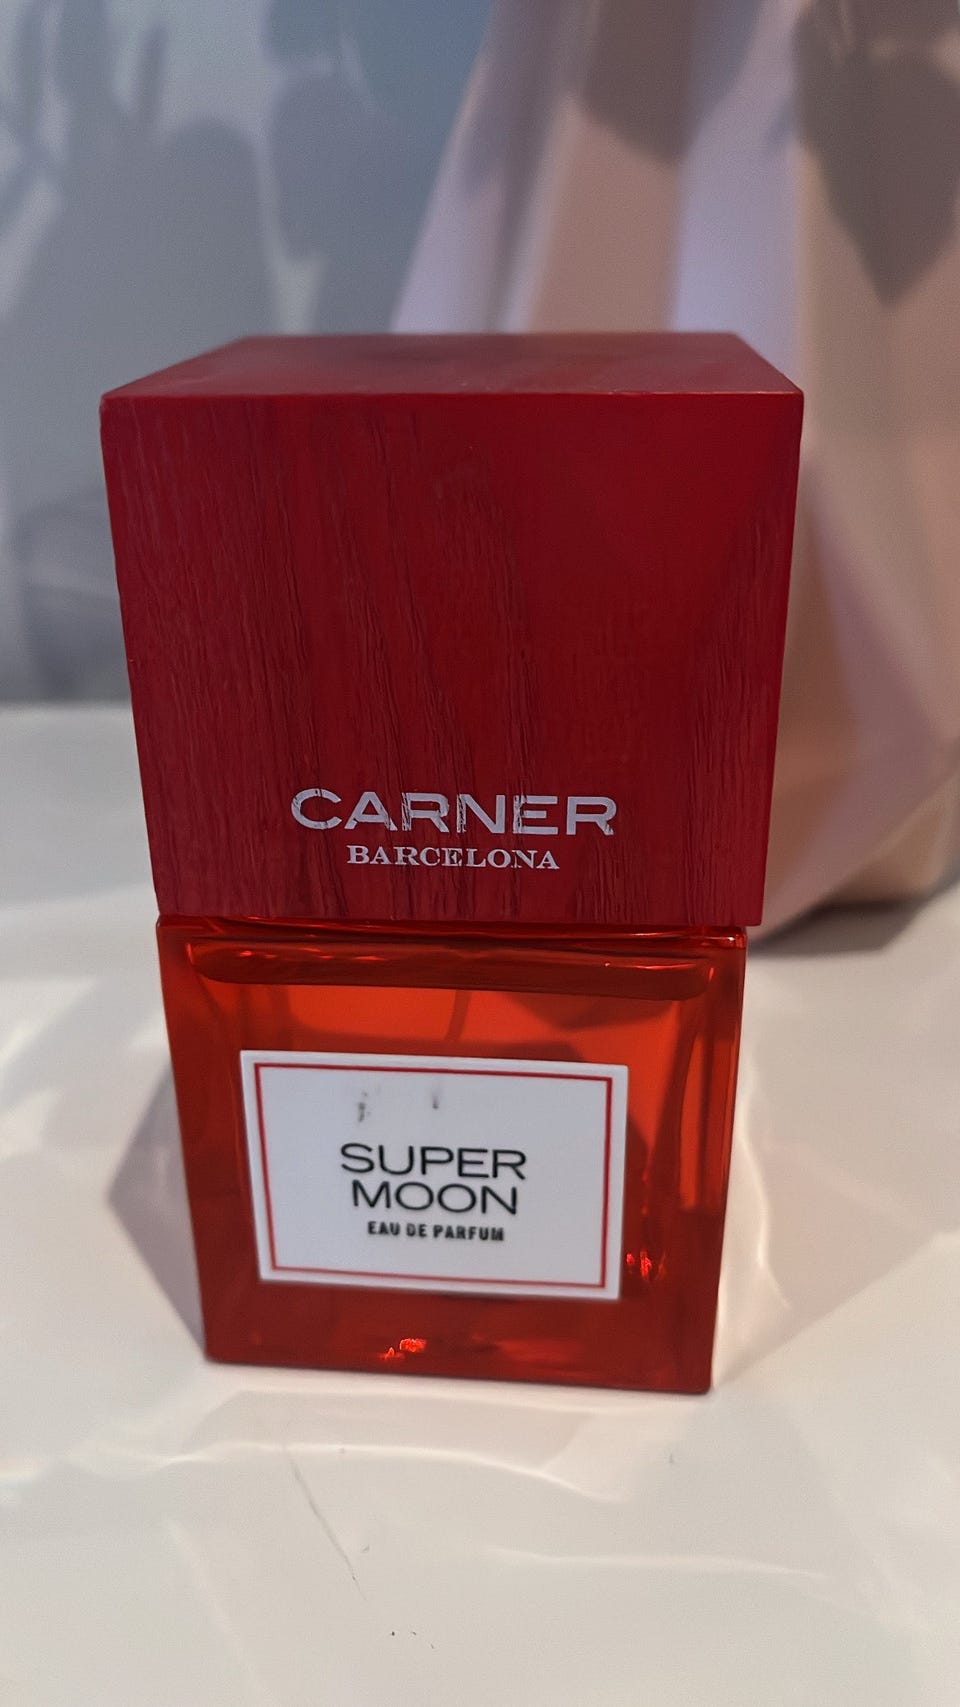 CARNER
BARCELONA
SUPER
MOON
EAU DE PARFUM